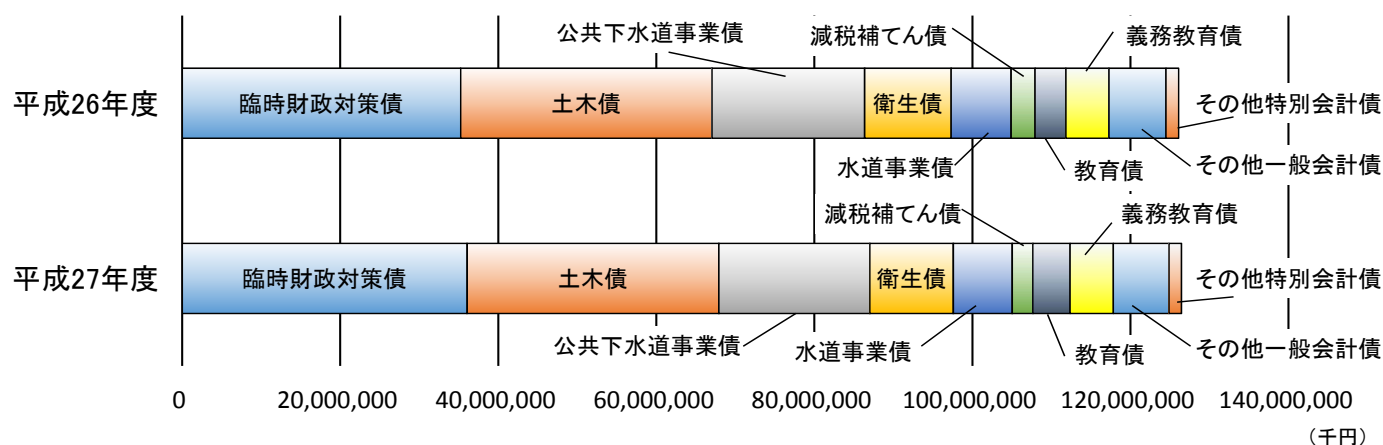 公共下水道事業債
減税補てん債
義務教育債
平成26年度
臨時財政対策債
土木債
衛生債
その他特別会計債
水道事業債
教育債
その他一般会計債
減税補てん債
義務教育債
平成27年度
臨時財政対策債
土木債
衛生債
その他特別会計債
公共下水道事業債
水道事業債
教育債
その他一般会計債
0
20,000,000
40,000,000
60,000,000
80,000,000
100,000,000
120,000,000
140,000,000
（千円）